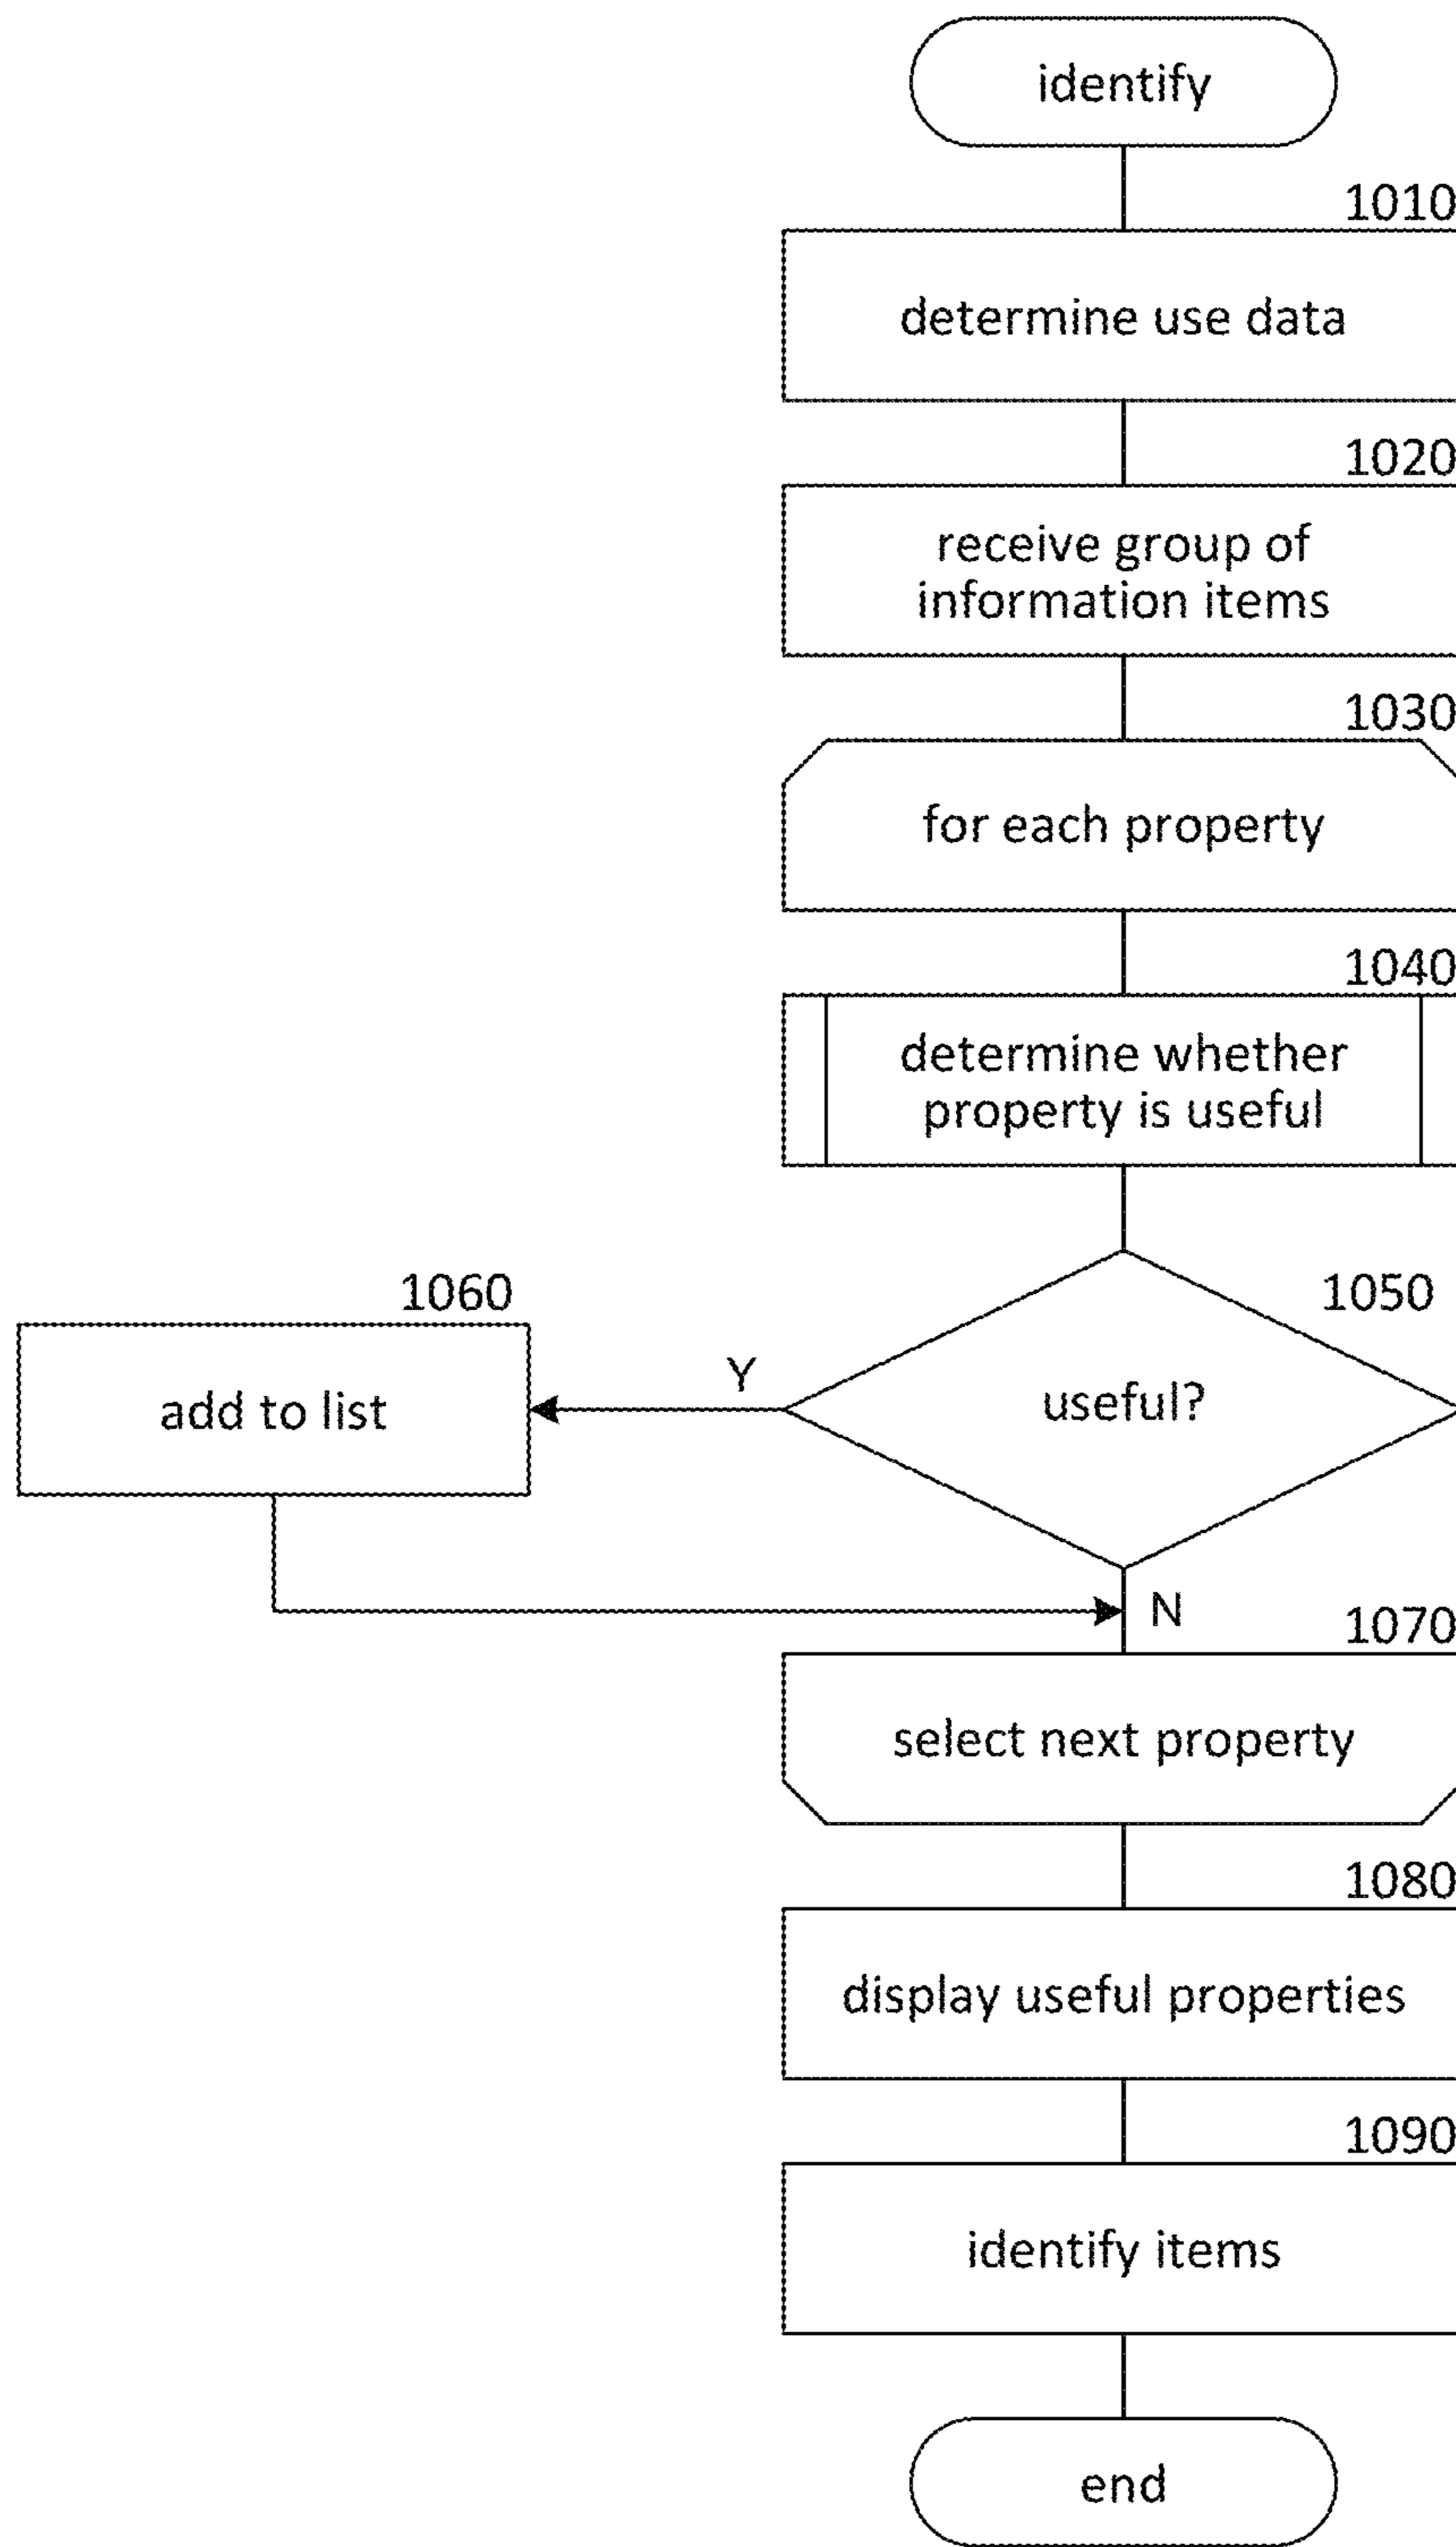 identify
1010
determine use data
1020
receive group of
information items
1030
for each property
1040
determine whether
property is useful
1050
useful?
Y
1060
add to list
N
1070
select next property
1080
display useful properties
1090
identify items
end